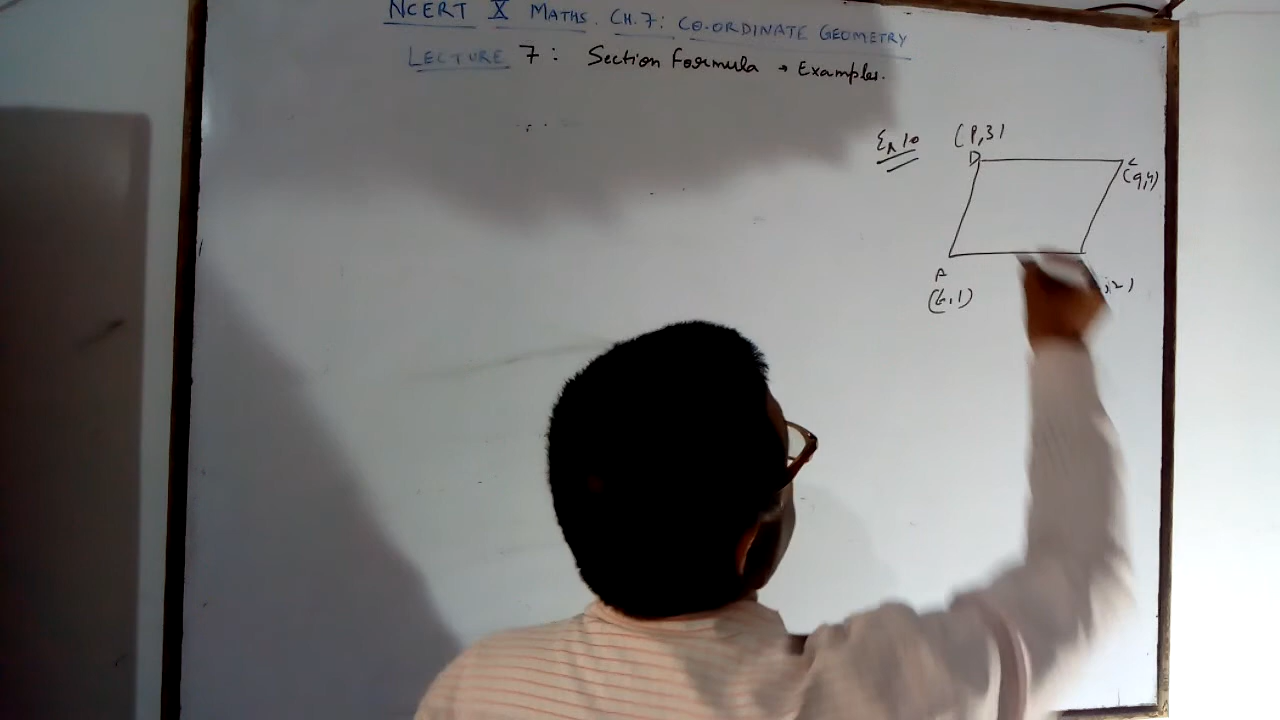 NCERT X MATHS. CH.7: CO-ORDINATE GEOMETRY
LECTURE 7: Section Formula → Examples.
Ex 10
(P,3)
D
C
(9,4)
A
(6,1)
,2)